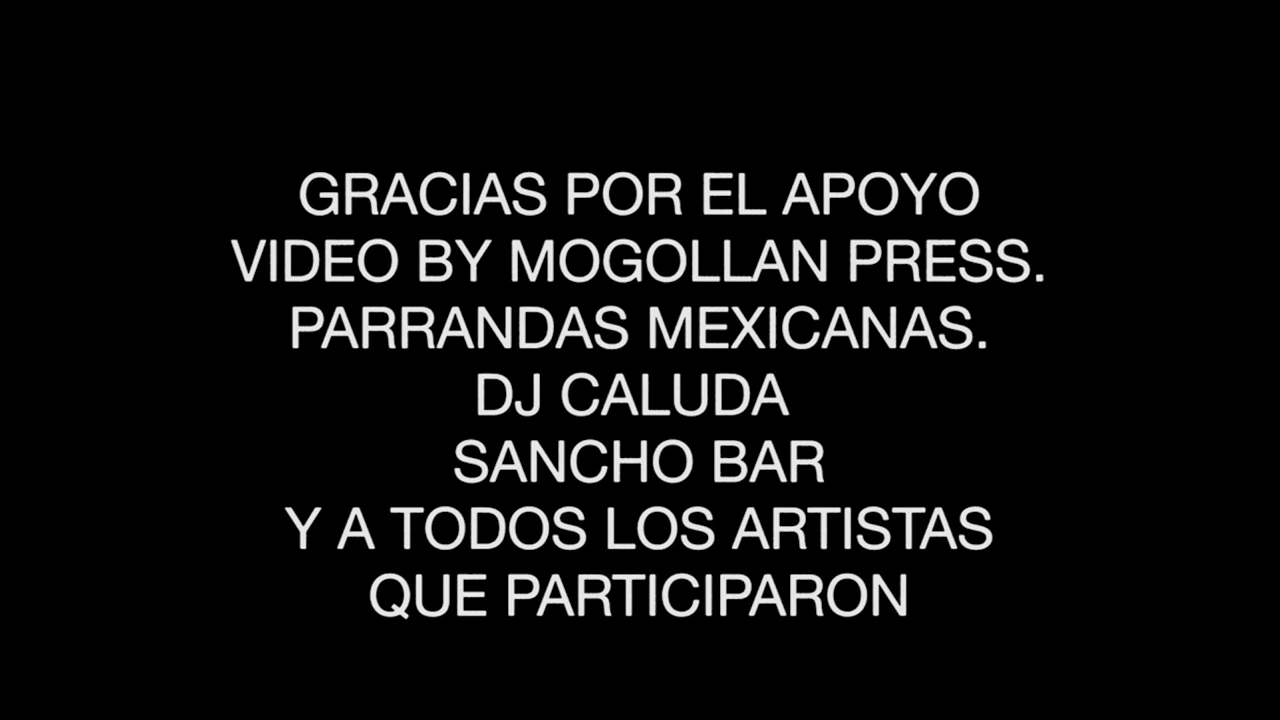 GRACIAS POR EL APOYO
VIDEO BY MOGOLLAN PRESS.
PARRANDAS MEXICANAS.
DJ CALUDA
SANCHO BAR
Y A TODOS LOS ARTISTAS
QUE PARTICIPARON